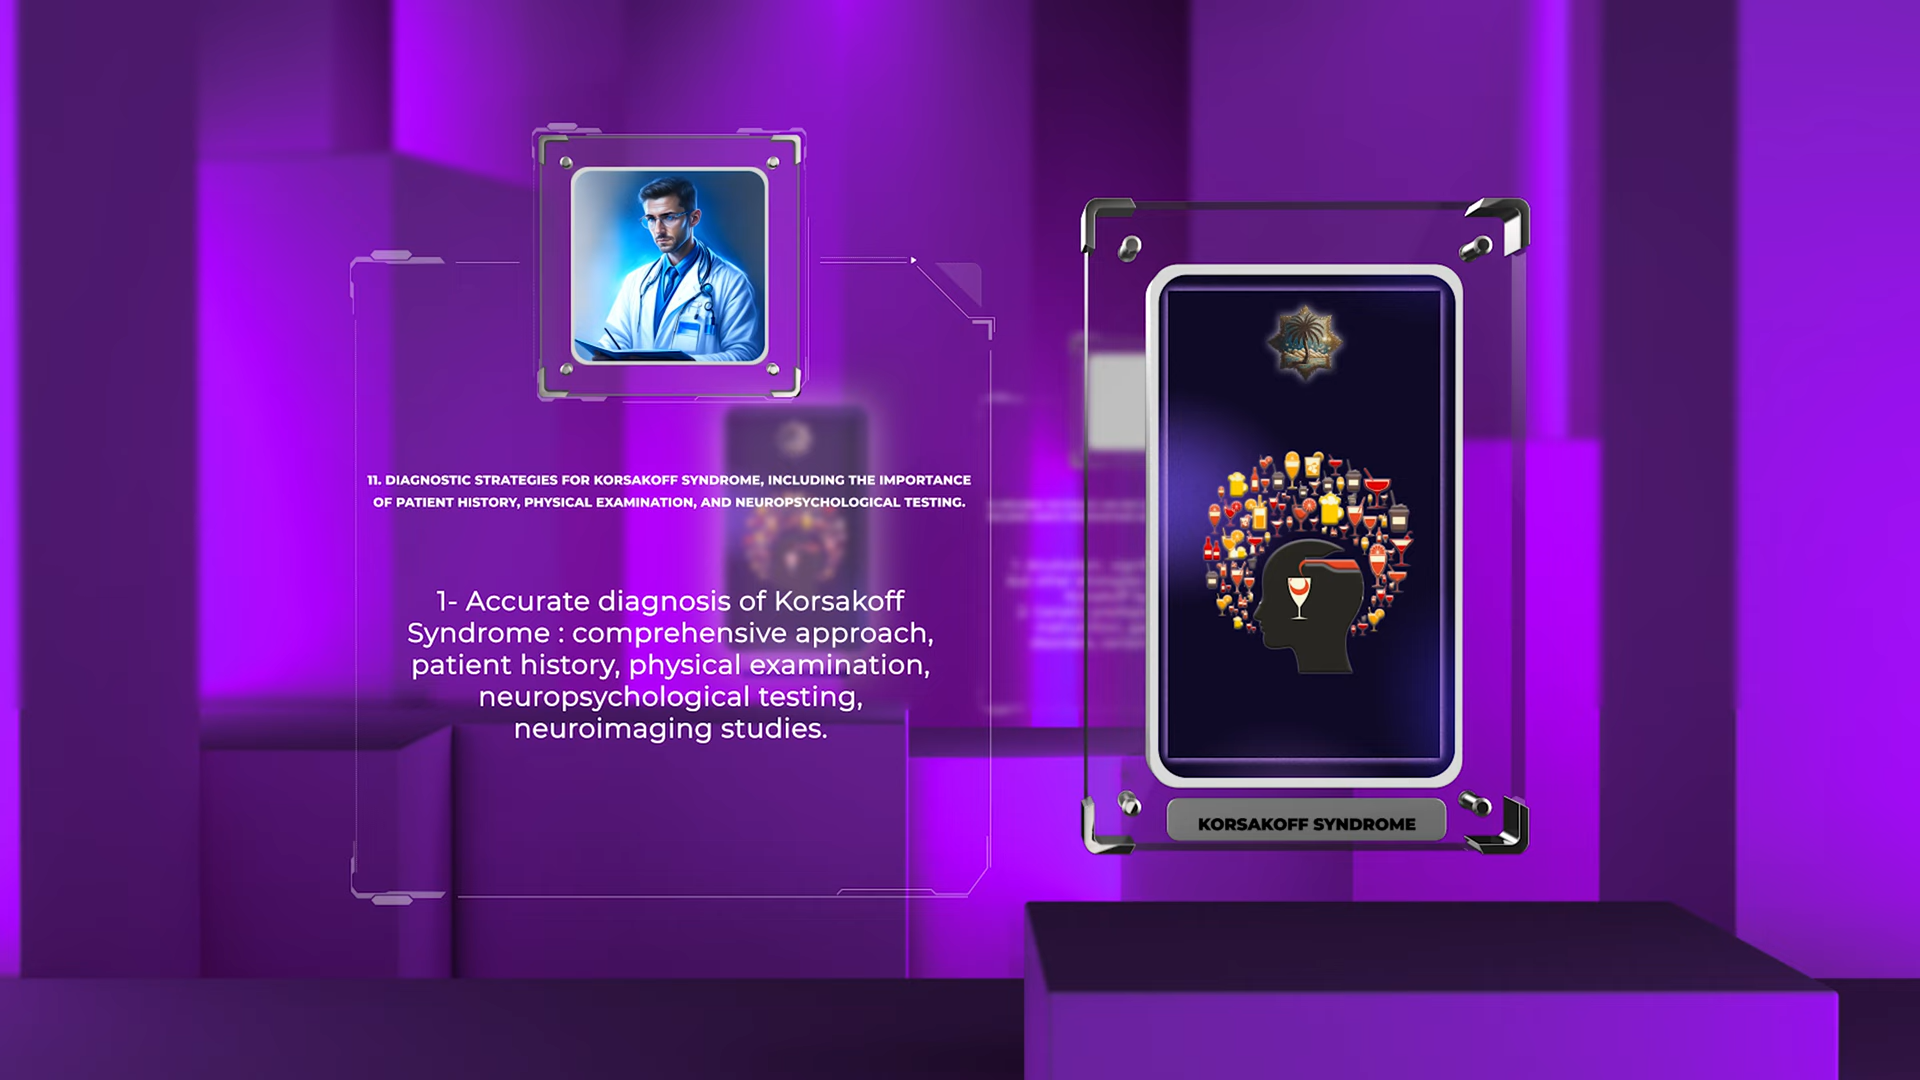 11. DIAGNOSTIC STRATEGIES FOR KORSAKOFF SYNDROME, INCLUDING THE IMPORTANCE
OF PATIENT HISTORY, PHYSICAL EXAMINATION, AND NEUROPSYCHOLOGICAL TESTING.
1- Accurate diagnosis of Korsakoff
Syndrome : comprehensive approach,
patient history, physical examination,
neuropsychological testing,
neuroimaging studies.
KORSAKOFF SYNDROME